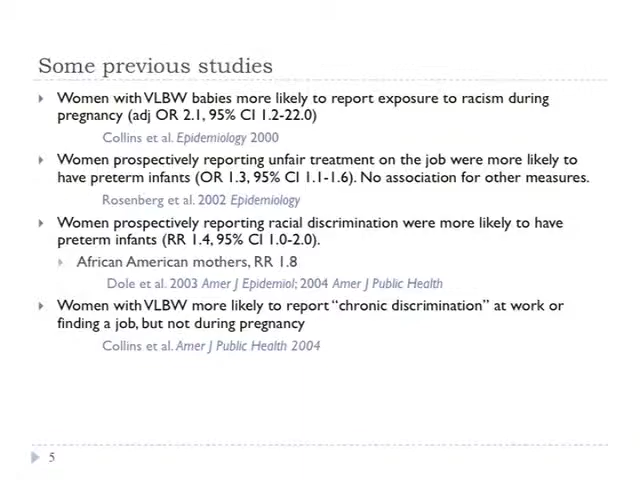 Some previous studies
Women with VLBW babies more likely to report exposure to racism during
pregnancy (adj OR 2.1, 95% CI 1.2-22.0)
Collins et al. Epidemiology 2000
Women prospectively reporting unfair treatment on the job were more likely to
have preterm infants (OR 1.3, 95% CI 1.1-1.6). No association for other measures.
Rosenberg et al. 2002 Epidemiology
Women prospectively reporting racial discrimination were more likely to have
preterm infants (RR 1.4, 95% CI 1.0-2.0).
African American mothers, RR 1.8
Dole et al. 2003 Amer J Epidemiol; 2004 Amer J Public Health
Women with VLBW more likely to report “chronic discrimination” at work or
finding a job, but not during pregnancy
Collins et al. Amer J Public Health 2004
5